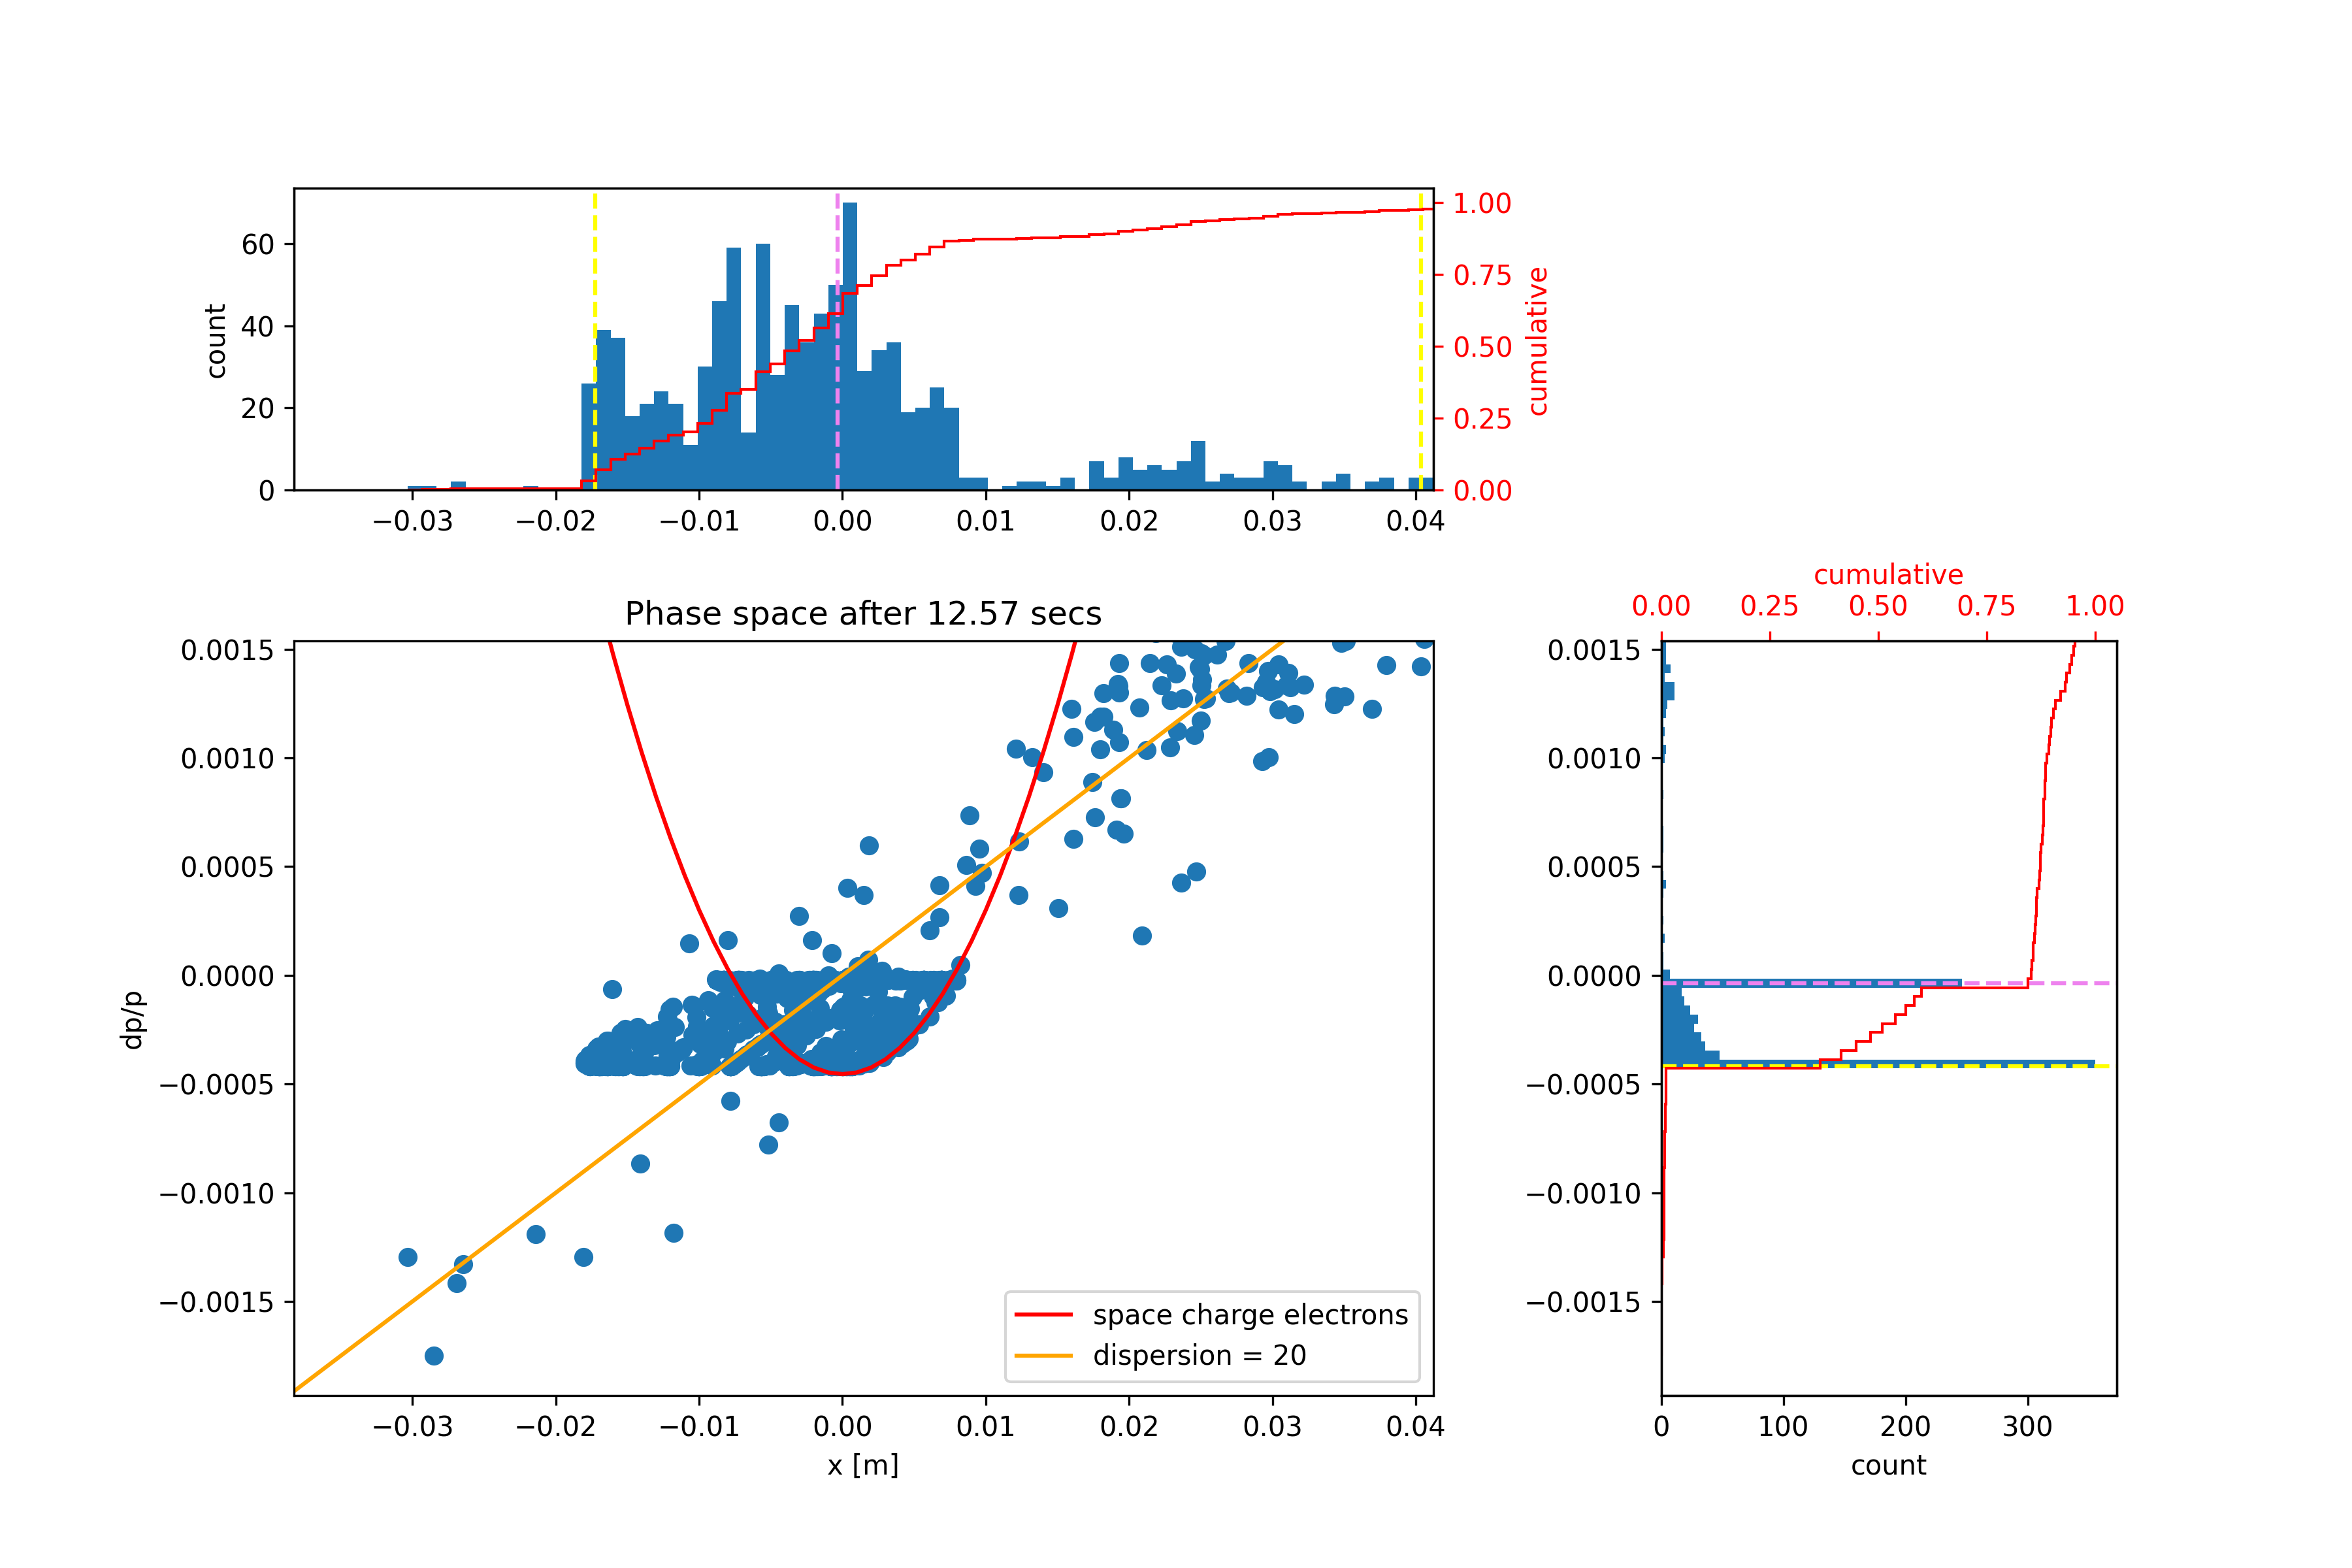 60
40
20
0
count
1.00
0.75
0.50
0.25
0.00
cumulative
−0.03 −0.02 −0.01 0.00 0.01 0.02 0.03 0.04
Phase space after 12.57 secs
0.0015
0.0010
0.0005
0.0000
−0.0005
−0.0010
−0.0015
dp/p
space charge electrons
dispersion = 20
−0.03 −0.02 −0.01 0.00 0.01 0.02 0.03 0.04
x [m]
cumulative
0.00 0.25 0.50 0.75 1.00
0.0015
0.0010
0.0005
0.0000
−0.0005
−0.0010
−0.0015
0 100 200 300
count